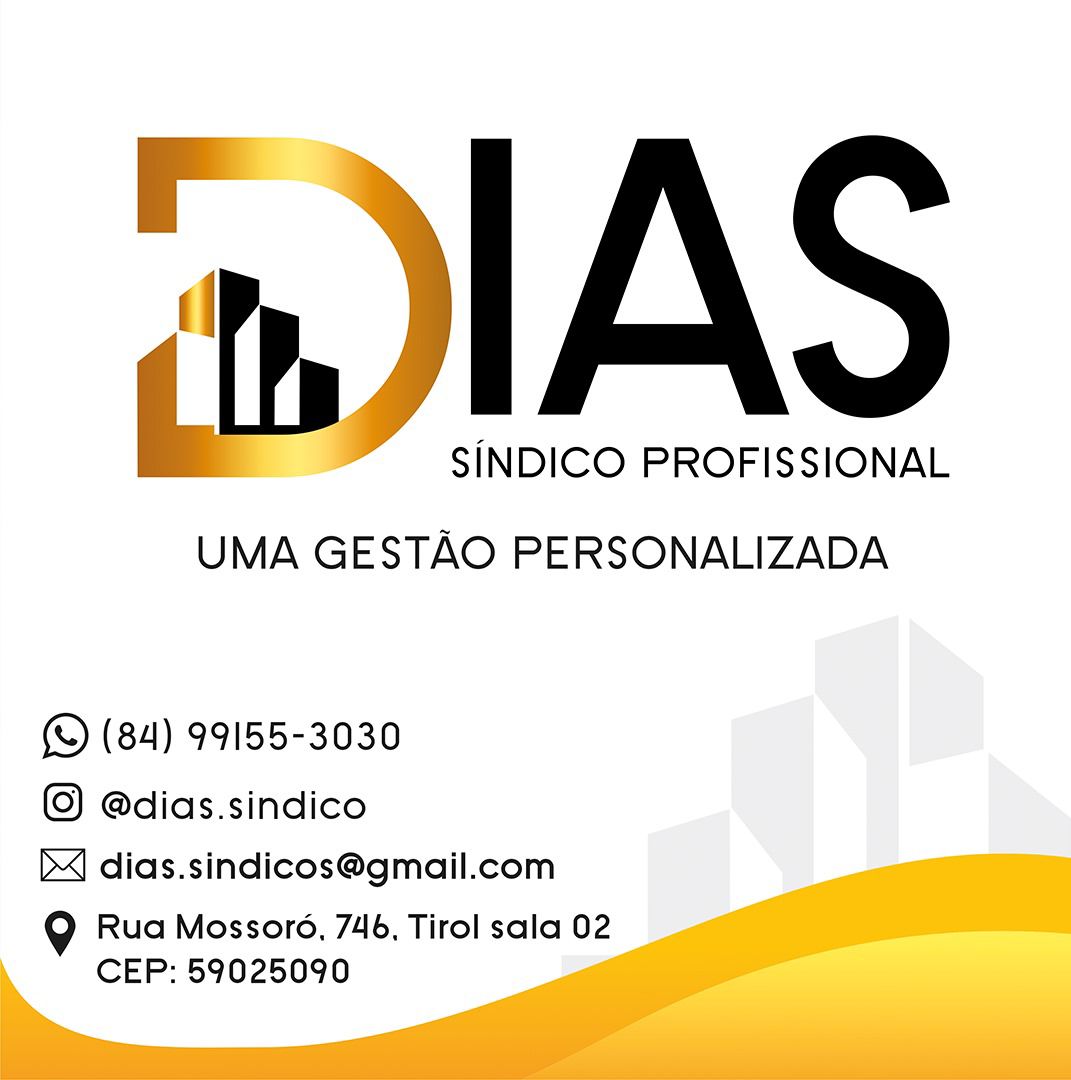 DIAS
SÍNDICO PROFISSIONAL
UMA GESTÃO PERSONALIZADA
(84) 99155-3030
@dias.sindico
dias.sindicos@gmail.com
Rua Mossoró, 746, Tirol sala 02
CEP: 59025090